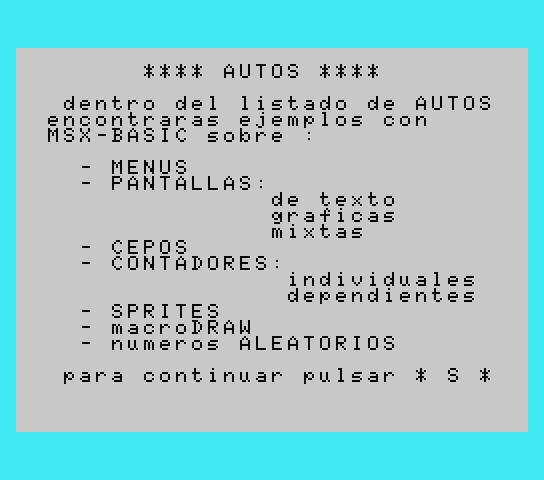 **** AUTOS ****
dentro del listado de AUTOS
encontraras ejemplos con
MSX-BASIC sobre :
- MENUS
- PANTALLAS:
de texto
graficas
mixtas
- CEPOS
- CONTADORES:
individuales
dependientes
- SPRITES
- macroDRAW
- numeros ALEATORIOS
para continuar pulsar * S *